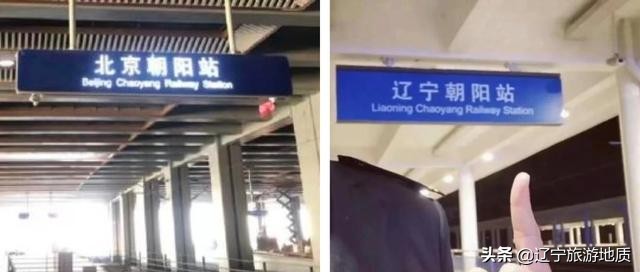 北京朝阳站
Beijing Chaoyang Railway Station
辽宁朝阳站
Liaoning Chaoyang Railway Station
头条 @辽宁旅游地质